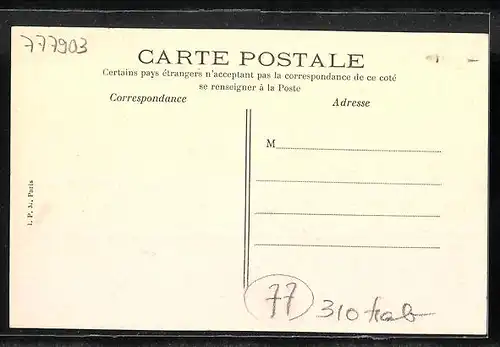 777903
CARTE POSTALE
Certains pays étrangers n'acceptant pas la correspondance de ce coté
se renseigner à la Poste
Correspondance
Adresse
M
I. P. M., Paris
77
310 hab